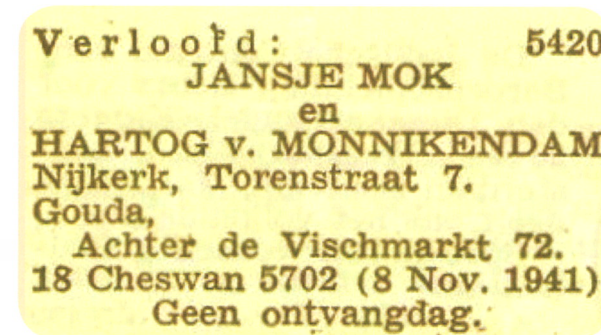 Verloofd: 5420
JANSJE MOK
en
HARTOG v. MONNIKENDAM
Nijkerk, Torenstraat 7.
Gouda,
Achter de Vischmarkt 72.
18 Cheswan 5702 (8 Nov. 1941)
Geen ontvangdag.